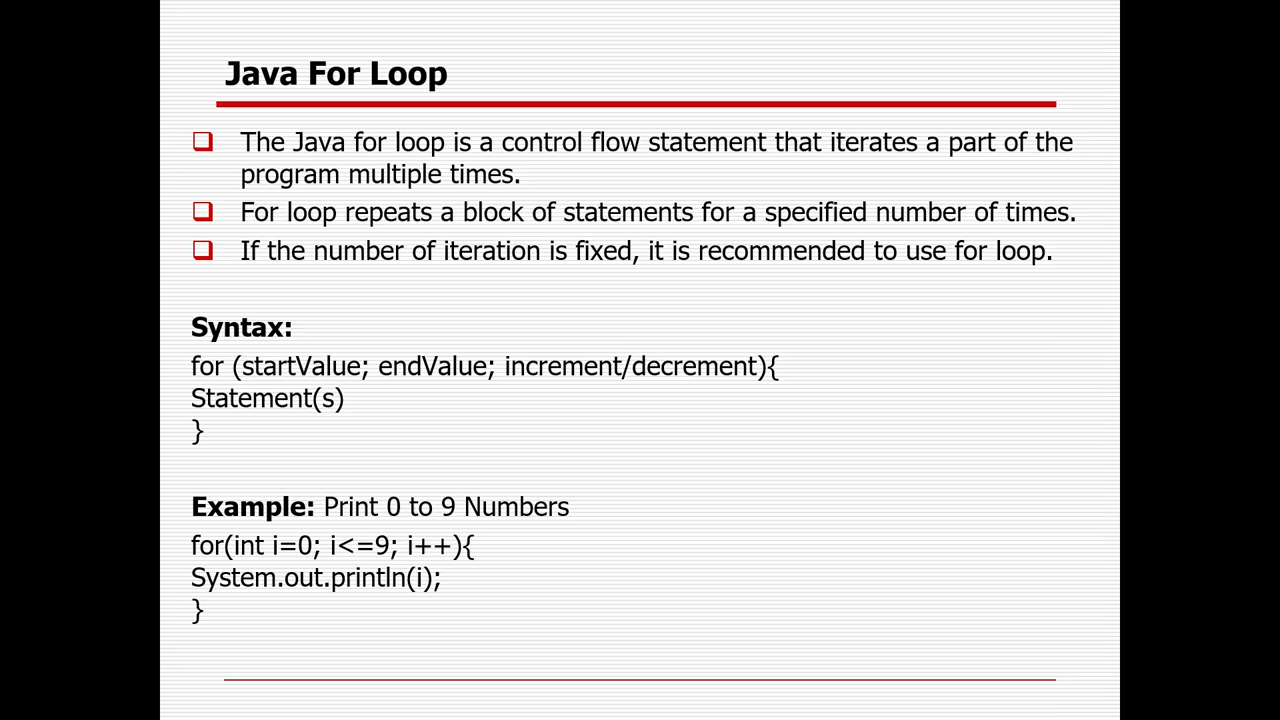 Java For Loop
The Java for loop is a control flow statement that iterates a part of the
program multiple times.
For loop repeats a block of statements for a specified number of times.
If the number of iteration is fixed, it is recommended to use for loop.
Syntax:
for (startValue; endValue; increment/decrement){
Statement(s)
}
Example: Print 0 to 9 Numbers
for(int i=0; i<=9; i++){
System.out.println(i);
}